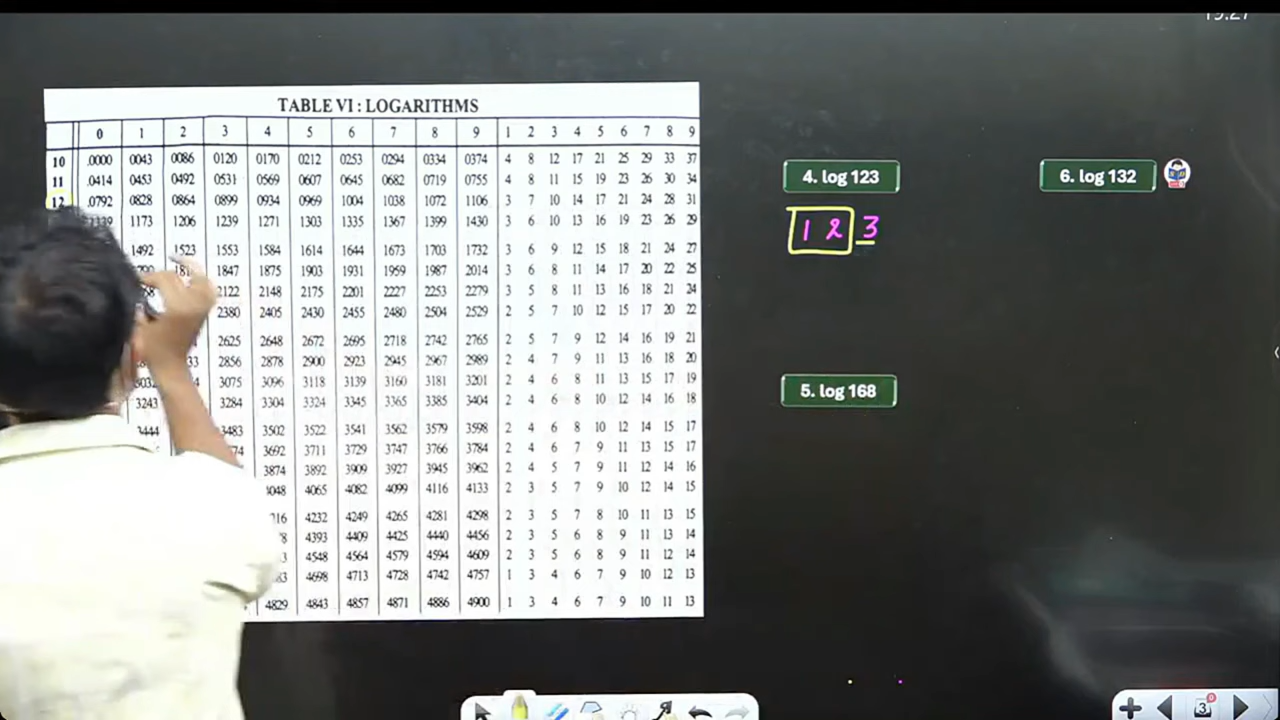 15:27
TABLE VI : LOGARITHMS
0 1 2 3 4 5 6 7 8 9 1 2 3 4 5 6 7 8 9
10 .0000 0043 0086 0120 0170 0212 0253 0294 0334 0374 4 8 12 17 21 25 29 33 37
11 .0414 0453 0492 0531 0569 0607 0645 0682 0719 0755 4 8 11 15 19 23 26 30 34
12 .0792 0828 0864 0899 0934 0969 1004 1038 1072 1106 3 7 10 14 17 21 24 28 31
1173 1206 1239 1271 1303 1335 1367 1399 1430 3 6 10 13 16 19 23 26 29
1492 1523 1553 1584 1614 1644 1673 1703 1732 3 6 9 12 15 18 21 24 27
1847 1875 1903 1931 1959 1987 2014 3 6 8 11 14 17 20 22 25
2122 2148 2175 2201 2227 2253 2279 3 5 8 11 13 16 18 21 24
2380 2405 2430 2455 2480 2504 2529 2 5 7 10 12 15 17 20 22
2625 2648 2672 2695 2718 2742 2765 2 5 7 9 12 14 16 19 21
2856 2878 2900 2923 2945 2967 2989 2 4 7 9 11 13 16 18 20
3075 3096 3118 3139 3160 3181 3201 2 4 6 8 11 13 15 17 19
3243 3284 3304 3324 3345 3365 3385 3404 2 4 6 8 10 12 14 16 18
3444 3483 3502 3522 3541 3562 3579 3598 2 4 6 8 10 12 14 15 17
3692 3711 3729 3747 3766 3784 2 4 6 7 9 11 13 15 17
3874 3892 3909 3927 3945 3962 2 4 5 7 9 11 12 14 16
4065 4082 4099 4116 4133 2 3 5 7 9 10 12 14 15
4232 4249 4265 4281 4298 2 3 5 7 8 10 11 13 15
4393 4409 4425 4440 4456 2 3 5 6 8 9 11 13 14
4548 4564 4579 4594 4609 2 3 5 6 8 9 11 12 14
4698 4713 4728 4742 4757 1 3 4 6 7 9 10 12 13
4829 4843 4857 4871 4886 4900 1 3 4 6 7 9 10 11 13
4. log 123
1 2 3
5. log 168
6. log 132
3